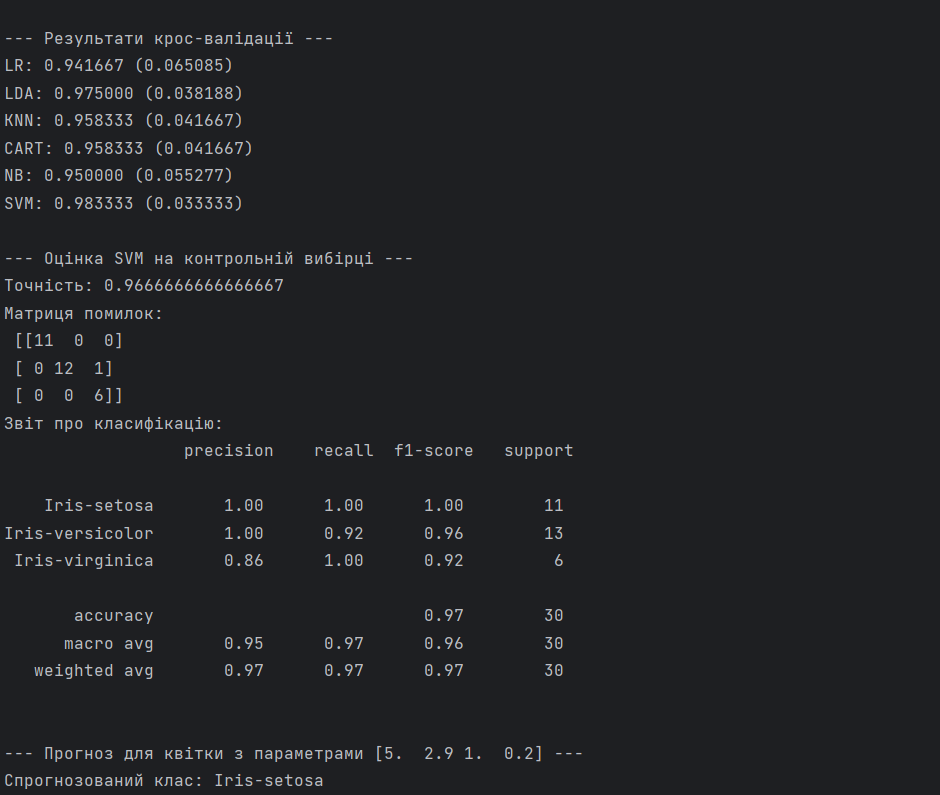 --- Результати крос-валідації ---
LR: 0.941667 (0.065085)
LDA: 0.975000 (0.038188)
KNN: 0.958333 (0.041667)
CART: 0.958333 (0.041667)
NB: 0.950000 (0.055277)
SVM: 0.983333 (0.033333)
--- Оцінка SVM на контрольній вибірці ---
Точність: 0.9666666666666667
Матриця помилок:
[[11  0  0]
[ 0 12  1]
[ 0  0  6]]
Звіт про класифікацію:
precision    recall  f1-score   support
Iris-setosa       1.00      1.00      1.00        11
Iris-versicolor       1.00      0.92      0.96        13
Iris-virginica       0.86      1.00      0.92         6
accuracy                           0.97        30
macro avg       0.95      0.97      0.96        30
weighted avg       0.97      0.97      0.97        30
--- Прогноз для квітки з параметрами [5.  2.9 1.  0.2] ---
Спрогнозований клас: Iris-setosa